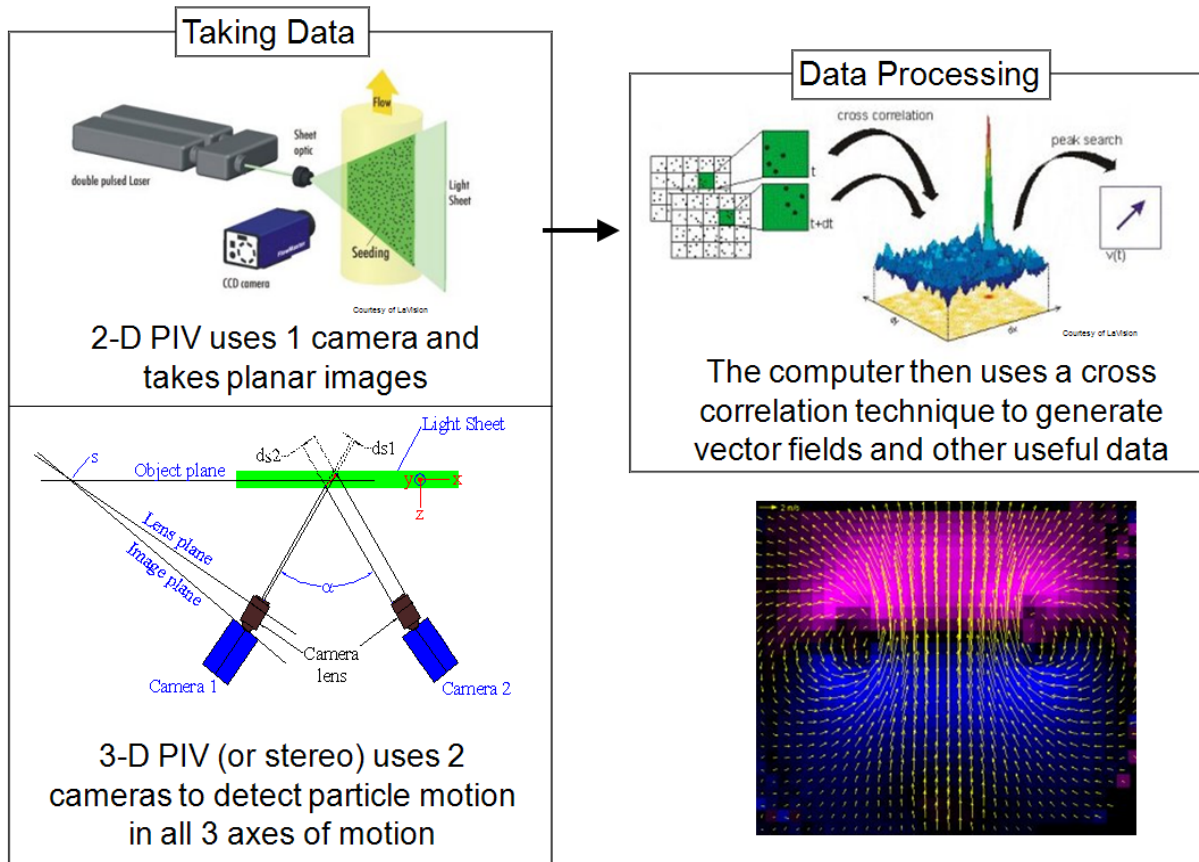 Taking Data
Flow
Sheet
optic
double pulsed Laser
Light
Sheet
Seeding
FlowMaster
CCD camera
Courtesy of LaVision
2-D PIV uses 1 camera and
takes planar images
Light Sheet
ds2
ds1
s
Object plane
y
x
z
Lens plane
Image plane
α
Camera
lens
Camera 1
Camera 2
3-D PIV (or stereo) uses 2
cameras to detect particle motion
in all 3 axes of motion
Data Processing
cross correlation
peak search
t
t+dt
v(t)
dy
dx
Courtesy of LaVision
The computer then uses a cross
correlation technique to generate
vector fields and other useful data
2 m/s